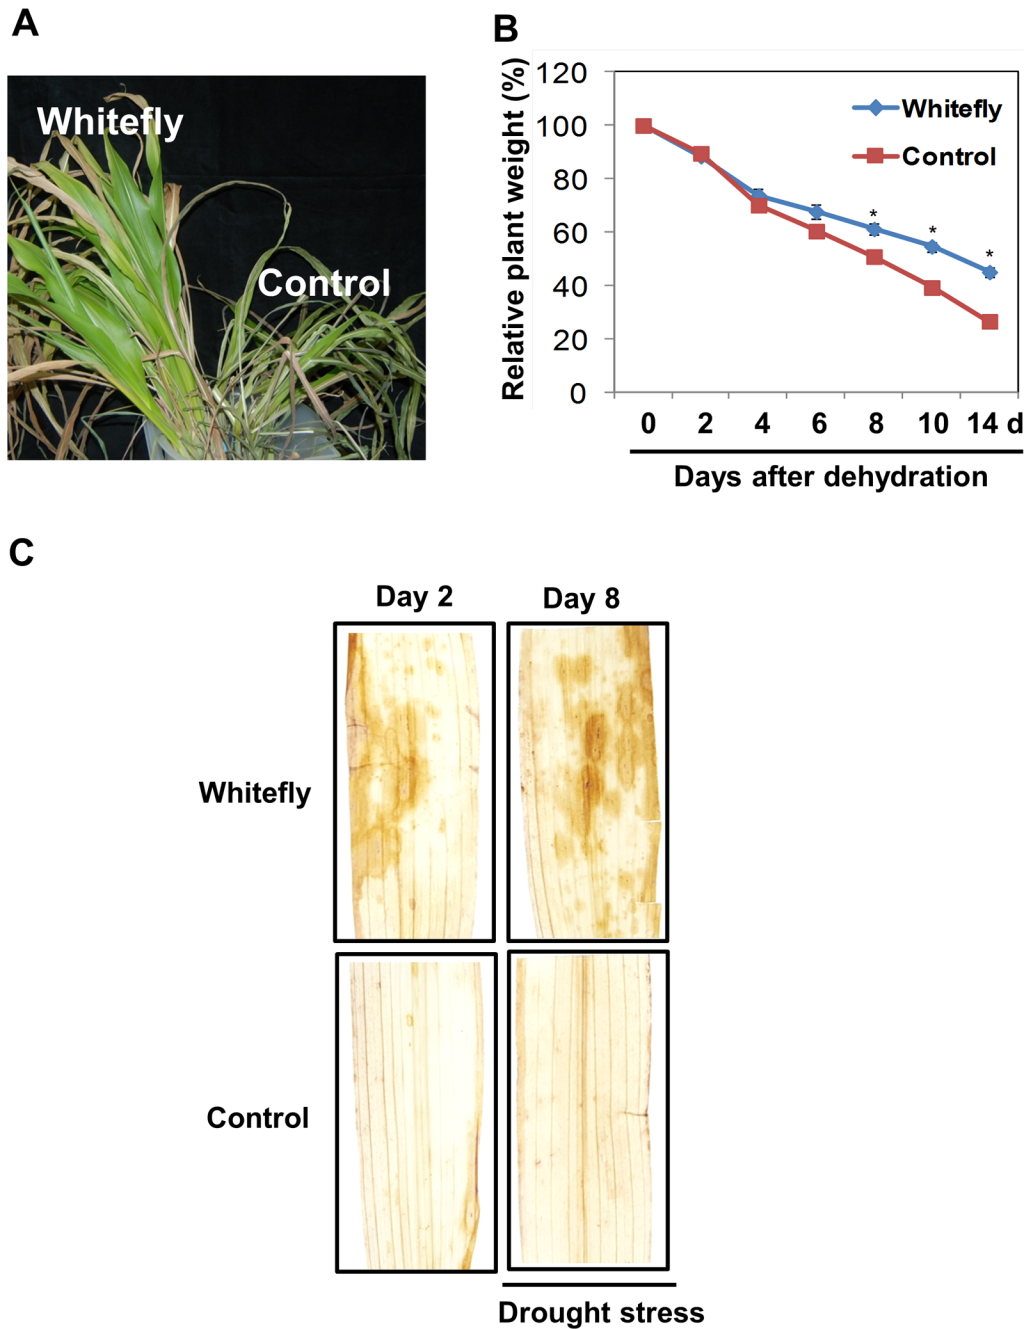 A
Whitefly
Control
B
Relative plant weight (%)
120
100
80
60
40
20
0
Whitefly
Control
*
*
*
0 2 4 6 8 10 14 d
Days after dehydration
C
Day 2 Day 8
Whitefly
Control
Drought stress